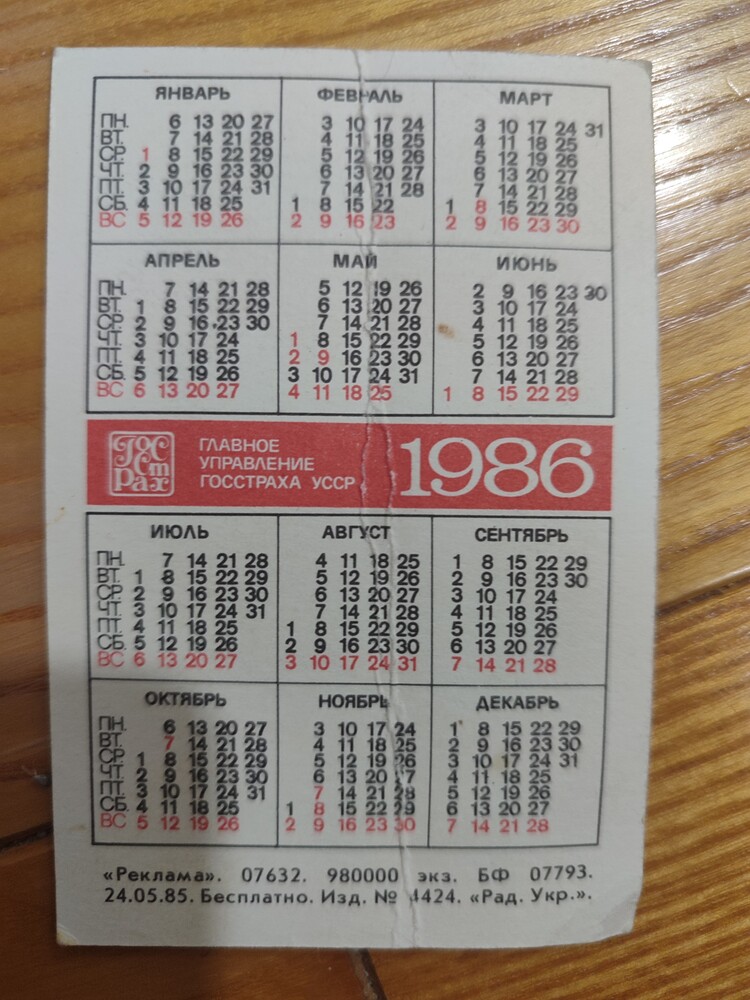 ЯНВАРЬ ФЕВРАЛЬ МАРТ
ПН. 6 13 20 27 3 10 17 24 3 10 17 24 31
ВТ. 7 14 21 28 4 11 18 25 4 11 18 25
СР. 1 8 15 22 29 5 12 19 26 5 12 19 26
ЧТ. 2 9 16 23 30 6 13 20 27 6 13 20 27
ПТ. 3 10 17 24 31 7 14 21 28 7 14 21 28
СБ. 4 11 18 25 1 8 15 22 1 8 15 22 29
ВС 5 12 19 26 2 9 16 23 2 9 16 23 30
АПРЕЛЬ МАЙ ИЮНЬ
ПН. 7 14 21 28 5 12 19 26 2 9 16 23 30
ВТ. 1 8 15 22 29 6 13 20 27 3 10 17 24
СР. 2 9 16 23 30 7 14 21 28 4 11 18 25
ЧТ. 3 10 17 24 1 8 15 22 29 5 12 19 26
ПТ. 4 11 18 25 2 9 16 23 30 6 13 20 27
СБ. 5 12 19 26 3 10 17 24 31 7 14 21 28
ВС 6 13 20 27 4 11 18 25 1 8 15 22 29
Гос
ст
рах
ГЛАВНОЕ
УПРАВЛЕНИЕ
ГОССТРАХА УССР
1986
ИЮЛЬ АВГУСТ СЕНТЯБРЬ
ПН. 7 14 21 28 4 11 18 25 1 8 15 22 29
ВТ. 1 8 15 22 29 5 12 19 26 2 9 16 23 30
СР. 2 9 16 23 30 6 13 20 27 3 10 17 24
ЧТ. 3 10 17 24 31 7 14 21 28 4 11 18 25
ПТ. 4 11 18 25 1 8 15 22 29 5 12 19 26
СБ. 5 12 19 26 2 9 16 23 30 6 13 20 27
ВС 6 13 20 27 3 10 17 24 31 7 14 21 28
ОКТЯБРЬ НОЯБРЬ ДЕКАБРЬ
ПН. 6 13 20 27 3 10 17 24 1 8 15 22 29
ВТ. 7 14 21 28 4 11 18 25 2 9 16 23 30
СР. 1 8 15 22 29 5 12 19 26 3 10 17 24 31
ЧТ. 2 9 16 23 30 6 13 20 27 4 11 18 25
ПТ. 3 10 17 24 31 7 14 21 28 5 12 19 26
СБ. 4 11 18 25 1 8 15 22 29 6 13 20 27
ВС 5 12 19 26 2 9 16 23 30 7 14 21 28
«Реклама». 07632. 980000 экз. БФ 07793.
24.05.85. Бесплатно. Изд. № 4424. «Рад. Укр.».